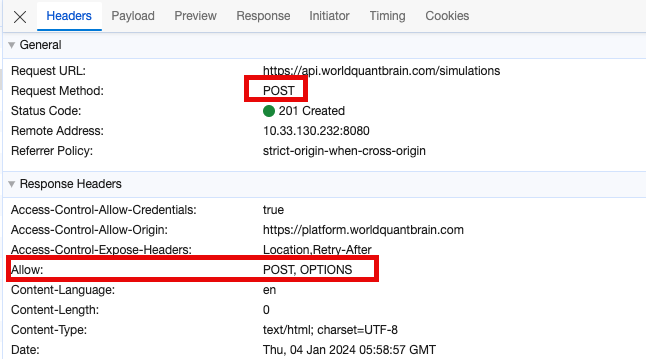 Headers Payload Preview Response Initiator Timing Cookies
General
Request URL: https://api.worldquantbrain.com/simulations
Request Method: POST
Status Code: 201 Created
Remote Address: 10.33.130.232:8080
Referrer Policy: strict-origin-when-cross-origin
Response Headers
Access-Control-Allow-Credentials: true
Access-Control-Allow-Origin: https://platform.worldquantbrain.com
Access-Control-Expose-Headers: Location,Retry-After
Allow: POST, OPTIONS
Content-Language: en
Content-Length: 0
Content-Type: text/html; charset=UTF-8
Date: Thu, 04 Jan 2024 05:58:57 GMT